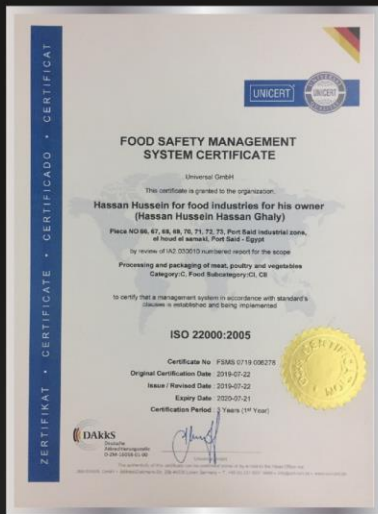 ZERTIFIKAT • CERTIFICATE • CERTIFICADO • CERTIFICAT
UNICERT
UNICERT
FOOD SAFETY MANAGEMENT
SYSTEM CERTIFICATE
Universal GmbH
This certificate is granted to the organization
Hassan Hussein for food industries for his owner
(Hassan Hussein Hassan Ghaly)
Piece NO 66, 67, 68, 69, 70, 71, 72, 73, Port Said industrial zone,
el houd el samaki, Port Said - Egypt
by review of numbered report for the scope
Processing and packaging of meat, poultry and vegetables
Category:C, Food Subcategory:CI,
to certify that a management system in accordance with standard's
clauses is established and being implemented
ISO 22000:2005
Certificate No : FSMS 0719 006278
Original Certification Date : 2019-07-22
Issue / Revised Date : 2019-07-22
Expiry Date : 2020-07-21
Certification Period : 3 Years (1st Year)
DAkkS
Deutsche
Akkreditierungsstelle